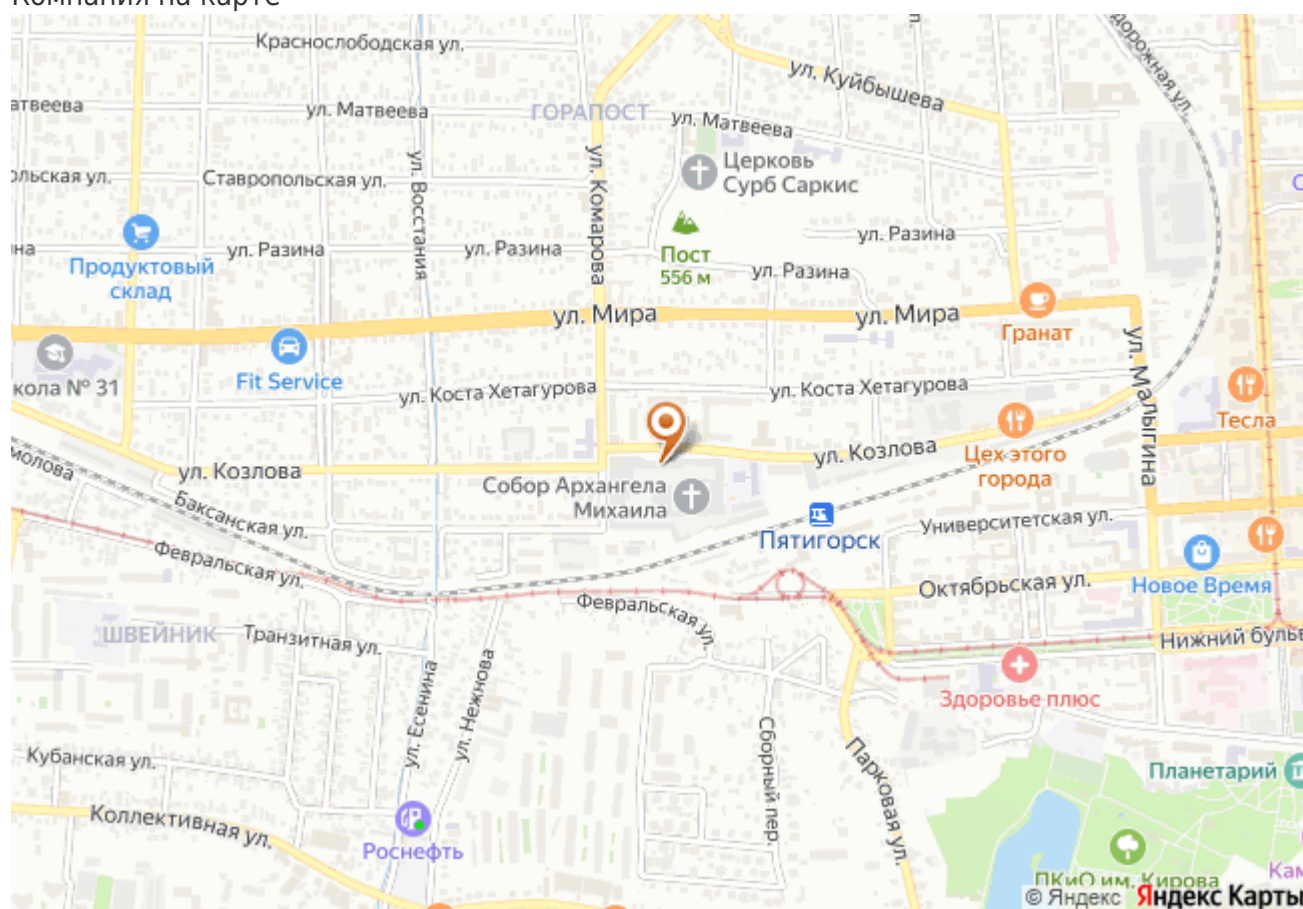 Компания на карте
Краснослободская ул.
дорожная ул.
ул. Куйбышева
атвеева
ул. Матвеева
ГОРАПОСТ
ул. Матвеева
Церковь
Сурб Саркис
ольская ул.
Ставропольская ул.
ул. Восстания
ул. Комарова
на
ул. Разина
ул. Разина
ул. Разина
Пост
556 м
ул. Разина
Продуктовый
склад
ул. Мира
ул. Мира
Гранат
кола № 31
Fit Service
ул. Коста Хетагурова
ул. Коста Хетагурова
ул. Малыгина
Тесла
молова
ул. Козлова
ул. Козлова
Цех этого
города
Собор Архангела
Михаила
Баксанская ул.
Пятигорск
Университетская ул.
Февральская ул.
Октябрьская ул.
Новое Время
Февральская ул.
ШВЕЙНИК
Транзитная ул.
Нижний бульв
ул. Есенина
ул. Нежнова
Здоровье плюс
Сборный пер.
Парковая ул.
Кубанская ул.
Планетарий
Коллективная ул.
Роснефть
ПКиО им. Кирова
Кам
© Яндекс Яндекс Карты